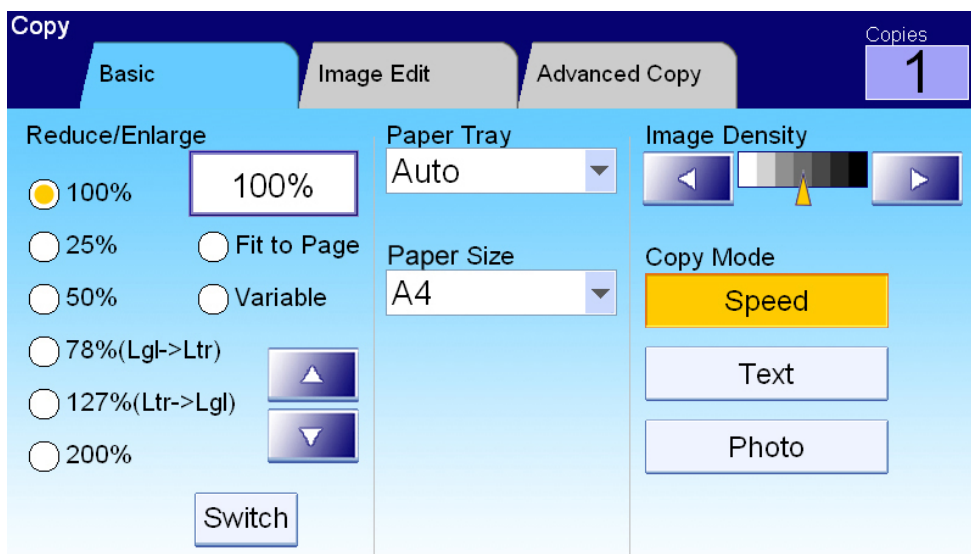 Copy
Copies
1
Basic
Image Edit
Advanced Copy
Reduce/Enlarge
100%
100%
25%
Fit to Page
50%
Variable
78%(Lgl->Ltr)
127%(Ltr->Lgl)
200%
Switch
Paper Tray
Auto
Paper Size
A4
Image Density
Copy Mode
Speed
Text
Photo